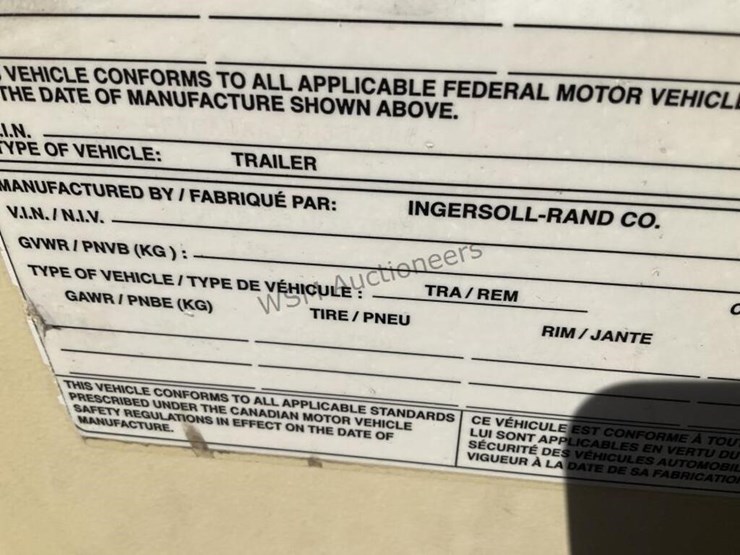 VEHICLE CONFORMS TO ALL APPLICABLE FEDERAL MOTOR
THE DATE OF MANUFACTURE SHOWN ABOVE.
.I.N.
TYPE OF VEHICLE: TRAILER
MANUFACTURED BY / FABRIQUÉ PAR: INGERSOLL-RAND CO.
V.I.N. / N.I.V.
GVWR / PNVB (KG) :
TYPE OF VEHICLE / TYPE DE VÉHICULE : TRA / REM
GAWR / PNBE (KG) TIRE / PNEU RIM / JANTE
WSM Auctioneers
THIS VEHICLE CONFORMS TO ALL APPLICABLE STANDARDS
PRESCRIBED UNDER THE CANADIAN MOTOR VEHICLE
SAFETY REGULATIONS IN EFFECT ON THE DATE OF
MANUFACTURE.
CE VÉHICULE EST CONFORME À
LUI SONT APPLICABLES EN VERTU DU
SÉCURITÉ DES VÉHICULES
VIGUEUR À LA DATE DE SA